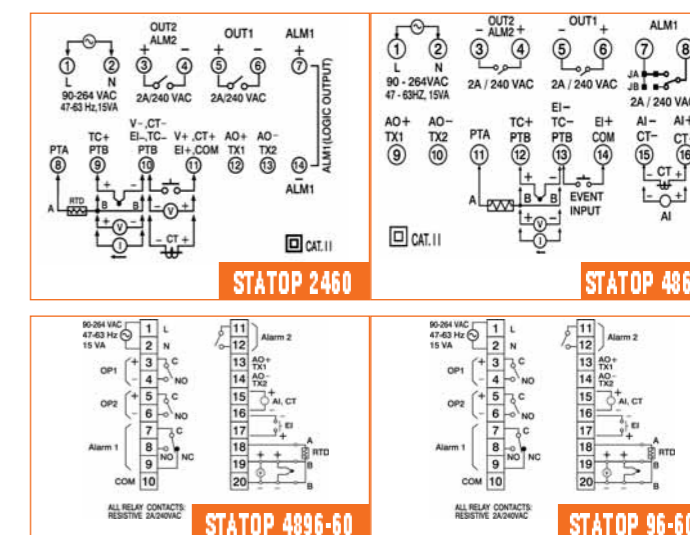 OUT2
ALM2
OUT1
ALM1
+ − + − +
1 2 3 4 5 6 7
L N
90-264 VAC
47-63 Hz,15VA
2A/240 VAC 2A/240 VAC
ALM1(LOGIC OUTPUT)
V−,CT−
TC+ EI−,TC− V+,CT+ AO+ AO−
PTA PTB PTB EI+,COM TX1 TX2
8 9 10 11 12 13 14
−
ALM1
RTD
A B B
+ −
+ V − − V +
I − CT +
CAT.II
STATOP 2460
OUT2
ALM2
OUT1
ALM1
− + − +
1 2 3 4 5 6 7 8
L N
90 - 264VAC
47 - 63HZ, 15VA
2A / 240 VAC 2A / 240 VAC
JA
JB
2A / 240 VA
EI−
AO+ AO− TC+ TC− EI+ AI− AI+
TX1 TX2 PTA PTB PTB COM CT− CT
9 10 11 12 13 14 15 16
A B B
+ −
+ V −
I
EVENT
INPUT
− CT +
− +
AI
CAT.II
STATOP 486
90-264 VAC
47-63 Hz
15 VA
1 L
2 N
OP1 + 3 C
− 4 NO
OP2 + 5 C
− 6 NO
7 C
Alarm 1 8 NO NC
9
COM 10
11
12 Alarm 2
13 AO+
TX1
14 AO−
TX2
15 +
AI, CT
16 −
17 EI
+
18 A
RTD
19 + + B
20 − − B
ALL RELAY CONTACTS:
RESISTIVE 2A/240VAC
STATOP 4896-60
90-264 VAC
47-63 Hz
15 VA
1 L
2 N
OP1 + 3 C
− 4 NO
OP2 + 5 C
− 6 NO
7 C
Alarm 1 8 NO NC
9
COM 10
11
12 Alarm 2
13 AO+
TX1
14 AO−
TX2
15 +
AI, CT
16 −
17 EI
+
18 A
RTD
19 + + B
20 − − B
ALL RELAY CONTACTS:
RESISTIVE 2A/240VAC
STATOP 96-60